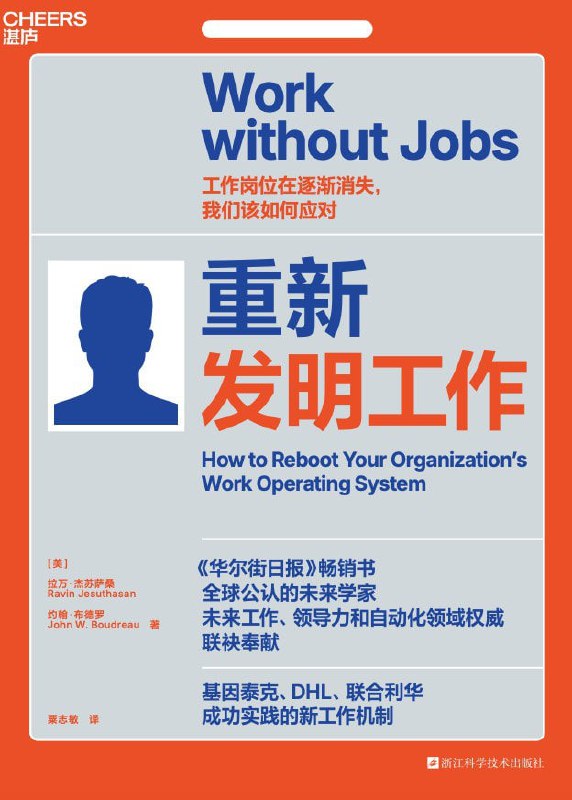 CHEERS
湛庐
Work
without Jobs
工作岗位在逐渐消失，
我们该如何应对
重新
发明工作
How to Reboot Your Organization's
Work Operating System
[美]
拉万·杰苏萨桑
Ravin Jesuthasan
约翰·布德罗
John W. Boudreau 著
《华尔街日报》畅销书
全球公认的未来学家
未来工作、领导力和自动化领域权威
联袂奉献
基因泰克、DHL、联合利华
成功实践的新工作机制
栗志敏 译
浙江科学技术出版社